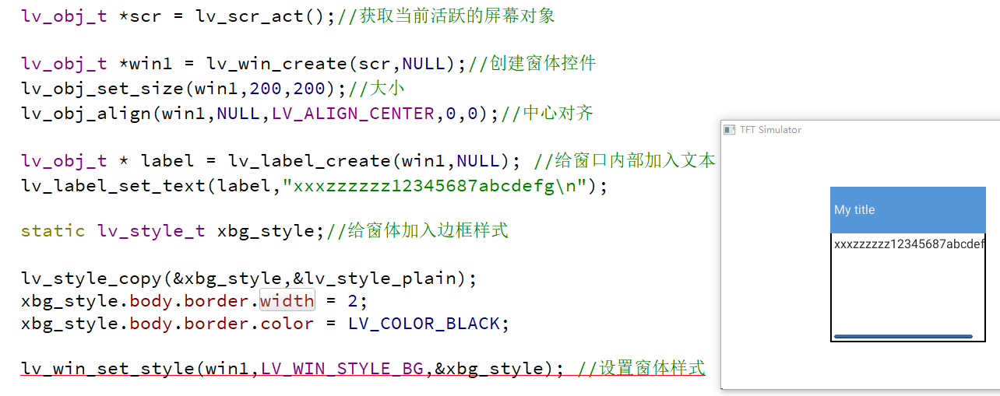 lv_obj_t *scr = lv_scr_act();//获取当前活跃的屏幕对象
lv_obj_t *win1 = lv_win_create(scr,NULL);//创建窗体控件
lv_obj_set_size(win1,200,200);//大小
lv_obj_align(win1,NULL,LV_ALIGN_CENTER,0,0);//中心对齐
lv_obj_t * label = lv_label_create(win1,NULL); //给窗口内部加入文本
lv_label_set_text(label,"xxxzzzzzz12345687abcdefg\n");
static lv_style_t xbg_style;//给窗体加入边框样式
lv_style_copy(&xbg_style,&lv_style_plain);
xbg_style.body.border.width = 2;
xbg_style.body.border.color = LV_COLOR_BLACK;
lv_win_set_style(win1,LV_WIN_STYLE_BG,&xbg_style); //设置窗体样式
TFT Simulator
My title
xxxzzzzzz12345687abcdef